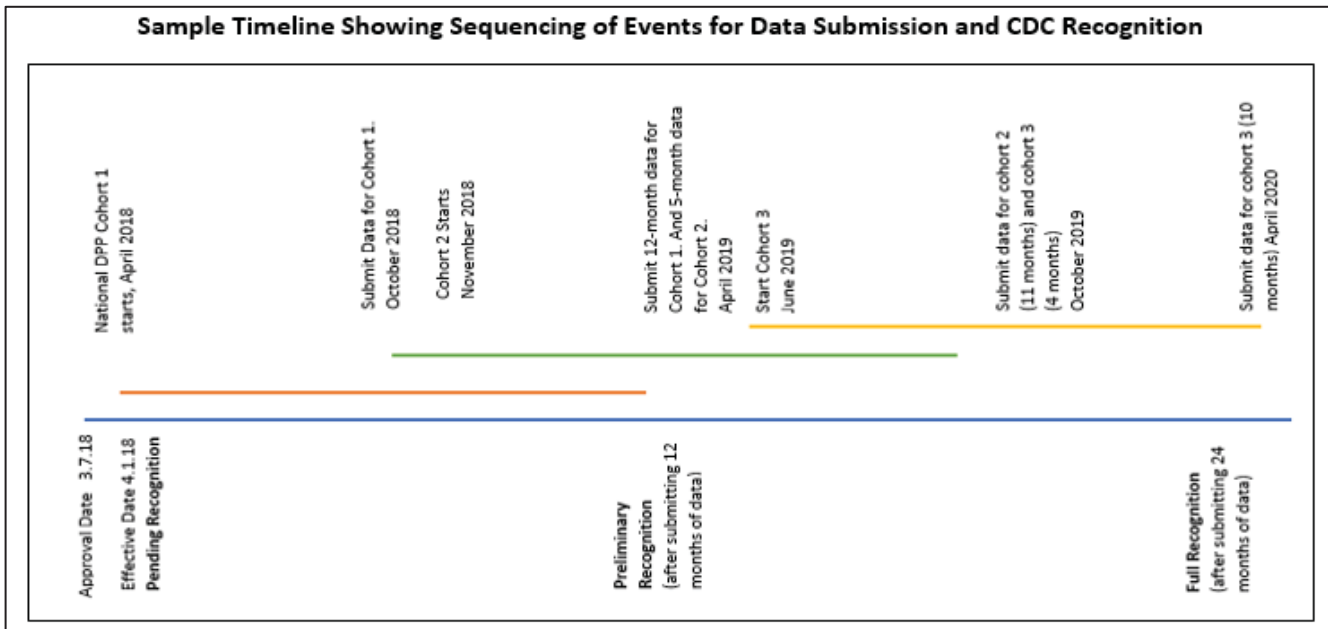 Sample Timeline Showing Sequencing of Events for Data Submission and CDC Recognition
National DPP Cohort 1
starts, April 2018
Submit Data for Cohort 1.
October 2018
Cohort 2 Starts
November 2018
Submit 12-month data for
Cohort 1. And 5-month data
for Cohort 2.
April 2019
Start Cohort 3
June 2019
Submit data for cohort 2
(11 months) and cohort 3
(4 months)
October 2019
Submit data for cohort 3 (10
months) April 2020
Approval Date 3.7.18
Effective Date 4.1.18
Pending Recognition
Preliminary
Recognition
(after submitting 12
months of data)
Full Recognition
(after submitting 24
months of data)